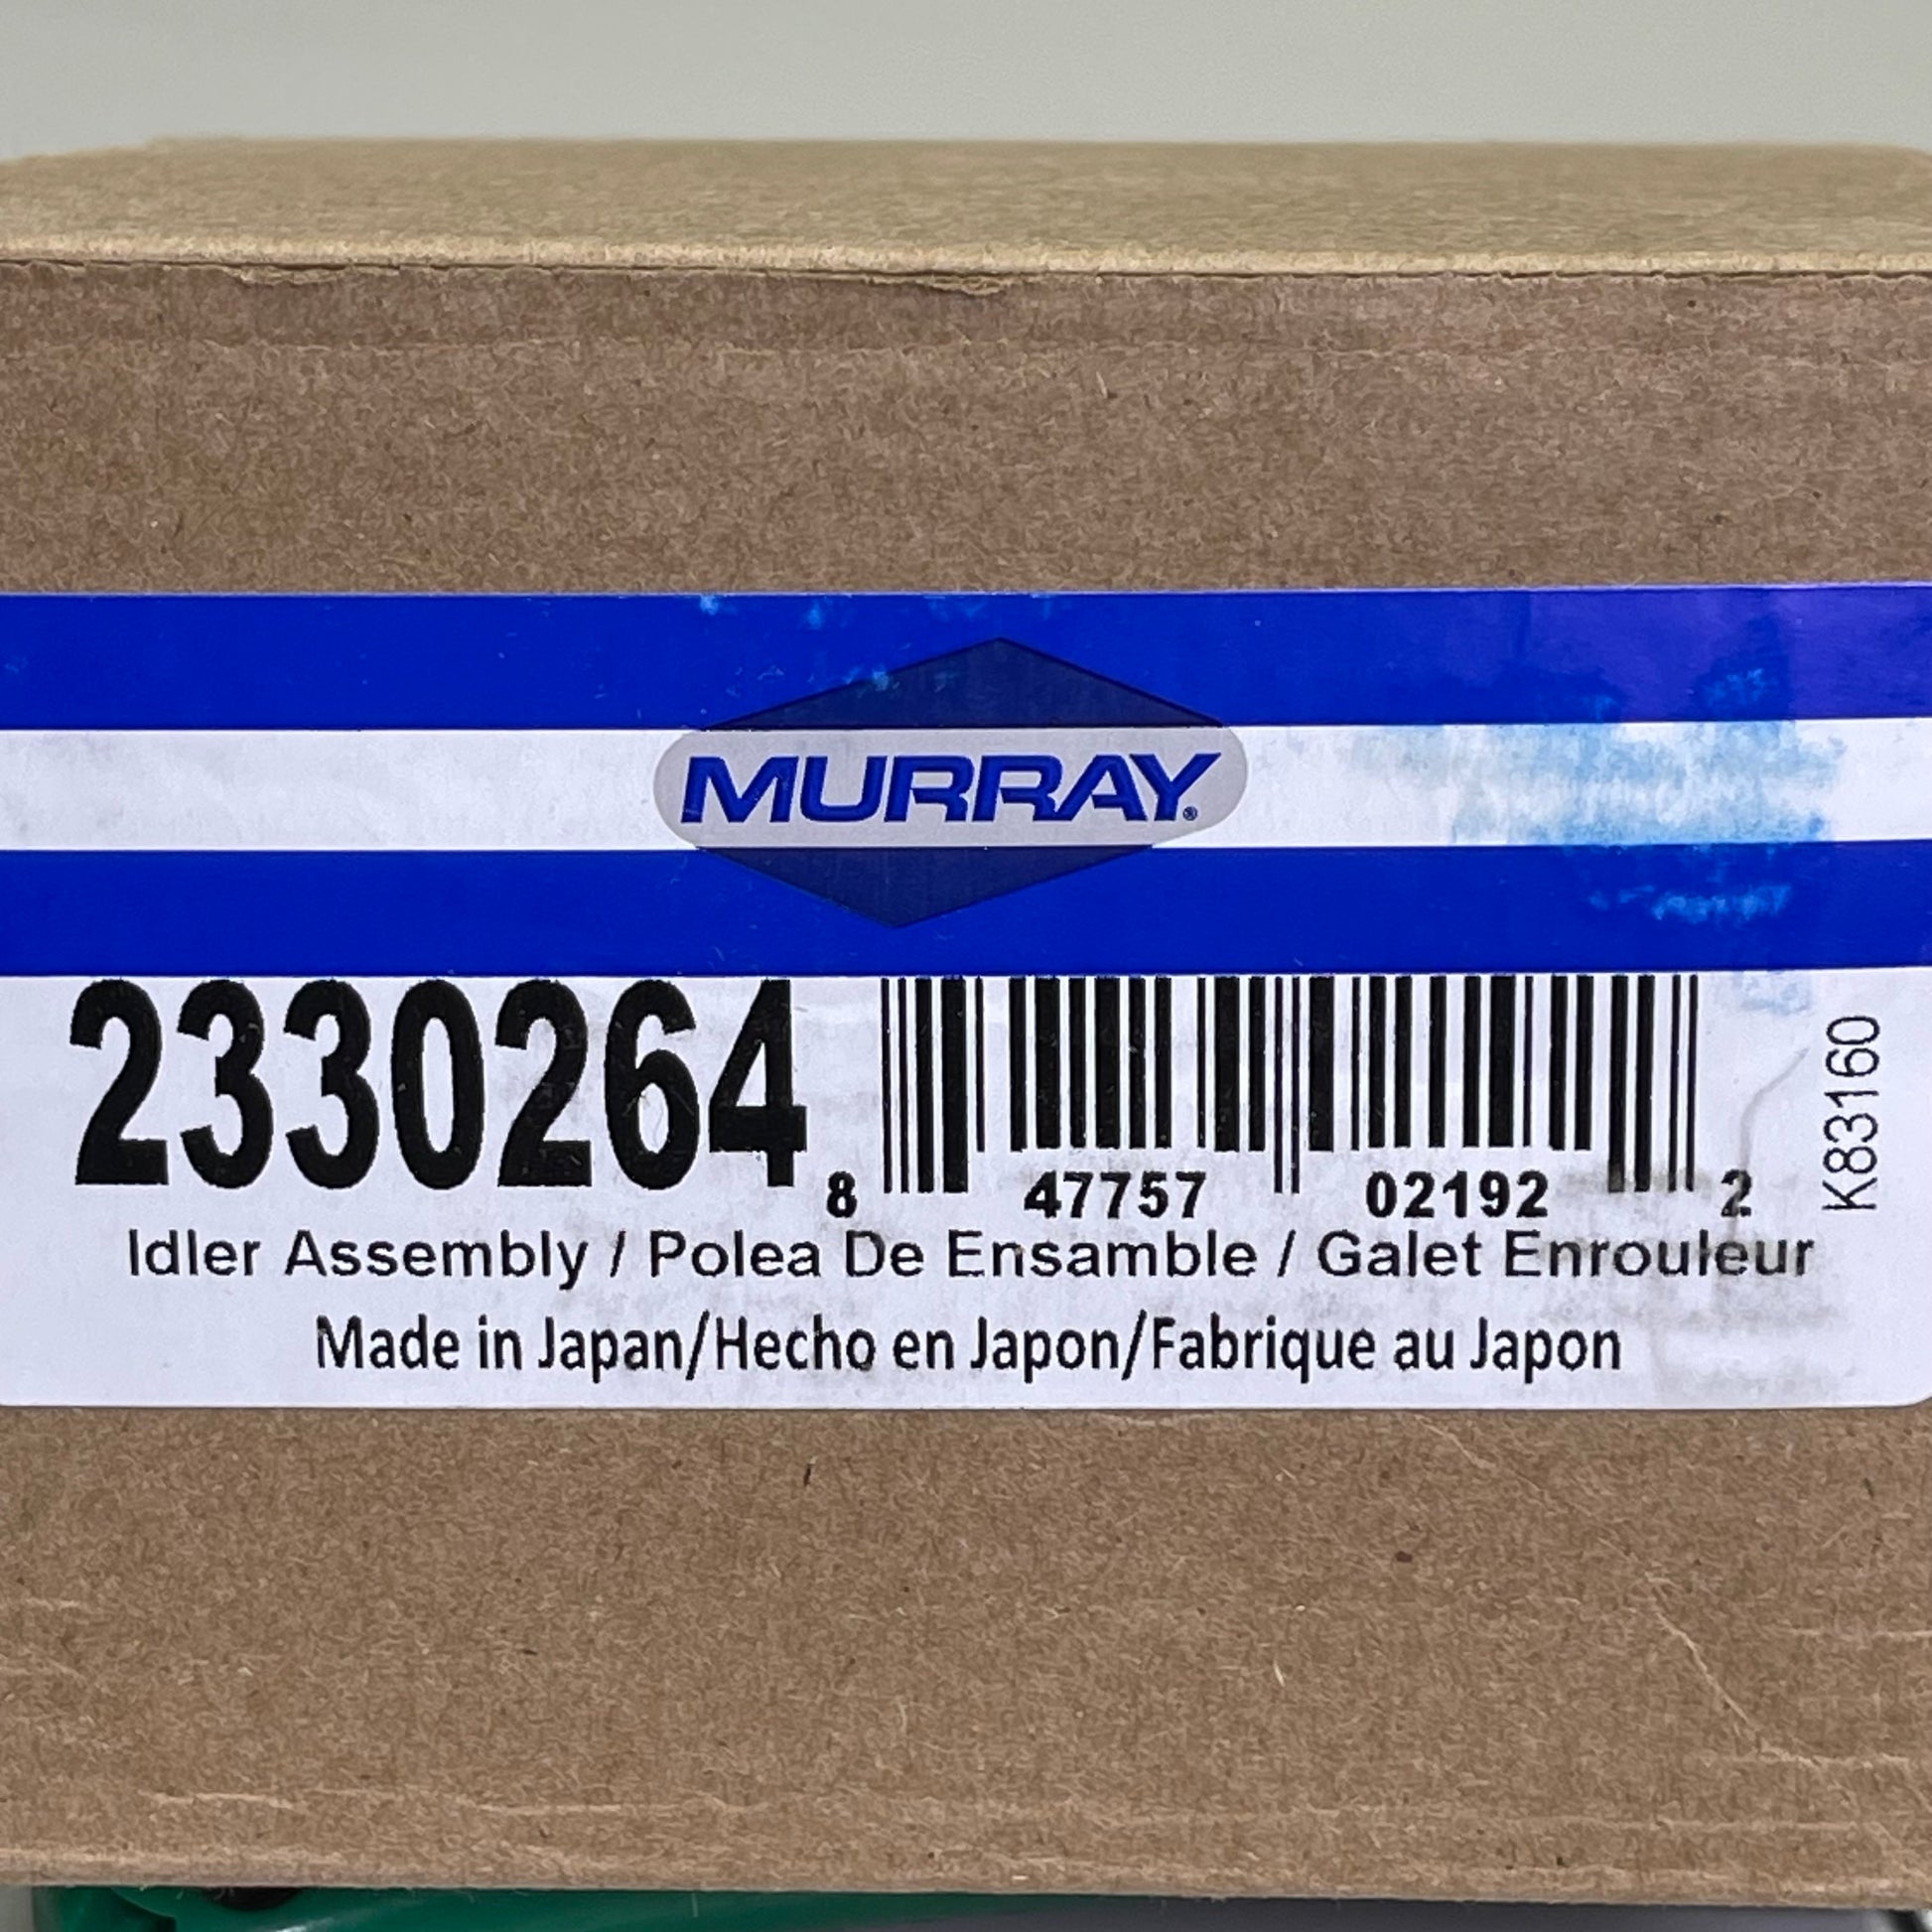 MURRAY®
2330264
8 47757 02192 2
K83160
Idler Assembly / Polea De Ensamble / Galet Enrouleur
Made in Japan/Hecho en Japon/Fabrique au Japon